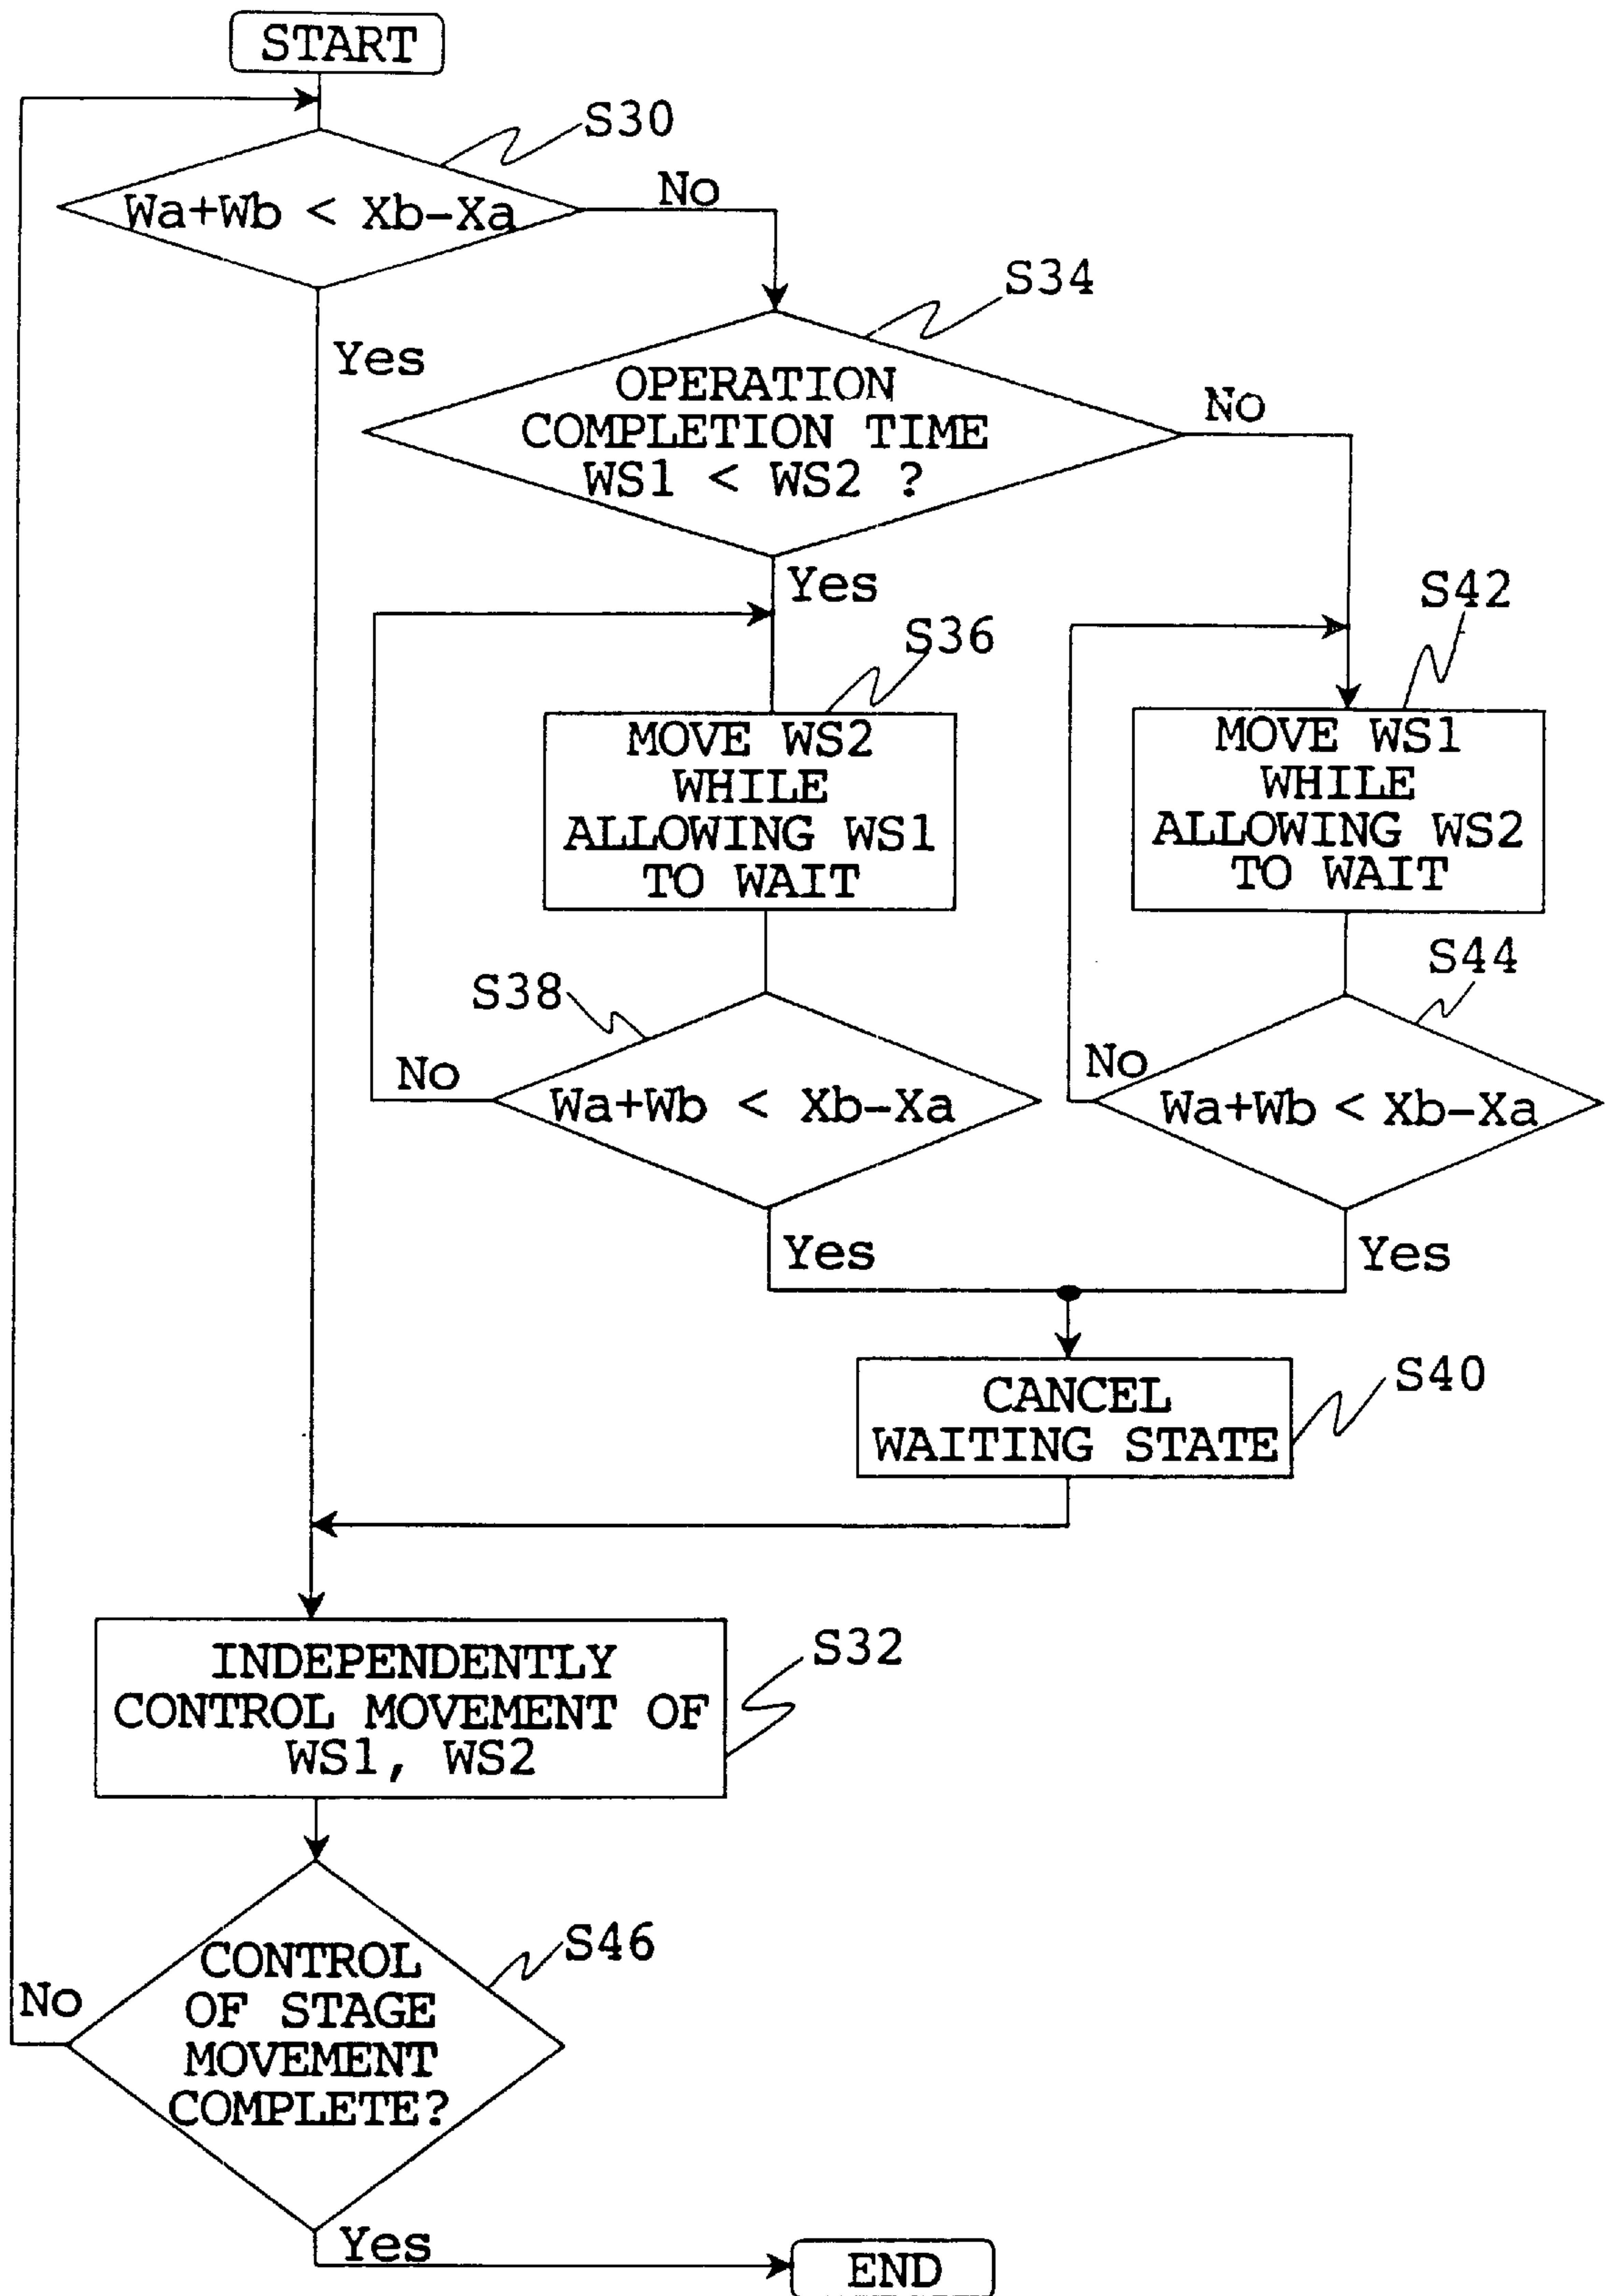 START
S30
Wa+Wb < Xb-Xa
No
Yes
S34
OPERATION
COMPLETION TIME
WS1 < WS2 ?
No
Yes
S36
MOVE WS2
WHILE
ALLOWING WS1
TO WAIT
S42
MOVE WS1
WHILE
ALLOWING WS2
TO WAIT
S38
No
Wa+Wb < Xb-Xa
Yes
S44
No
Wa+Wb < Xb-Xa
Yes
S40
CANCEL
WAITING STATE
S32
INDEPENDENTLY
CONTROL MOVEMENT OF
WS1, WS2
S46
CONTROL
OF STAGE
MOVEMENT
COMPLETE?
No
Yes
END